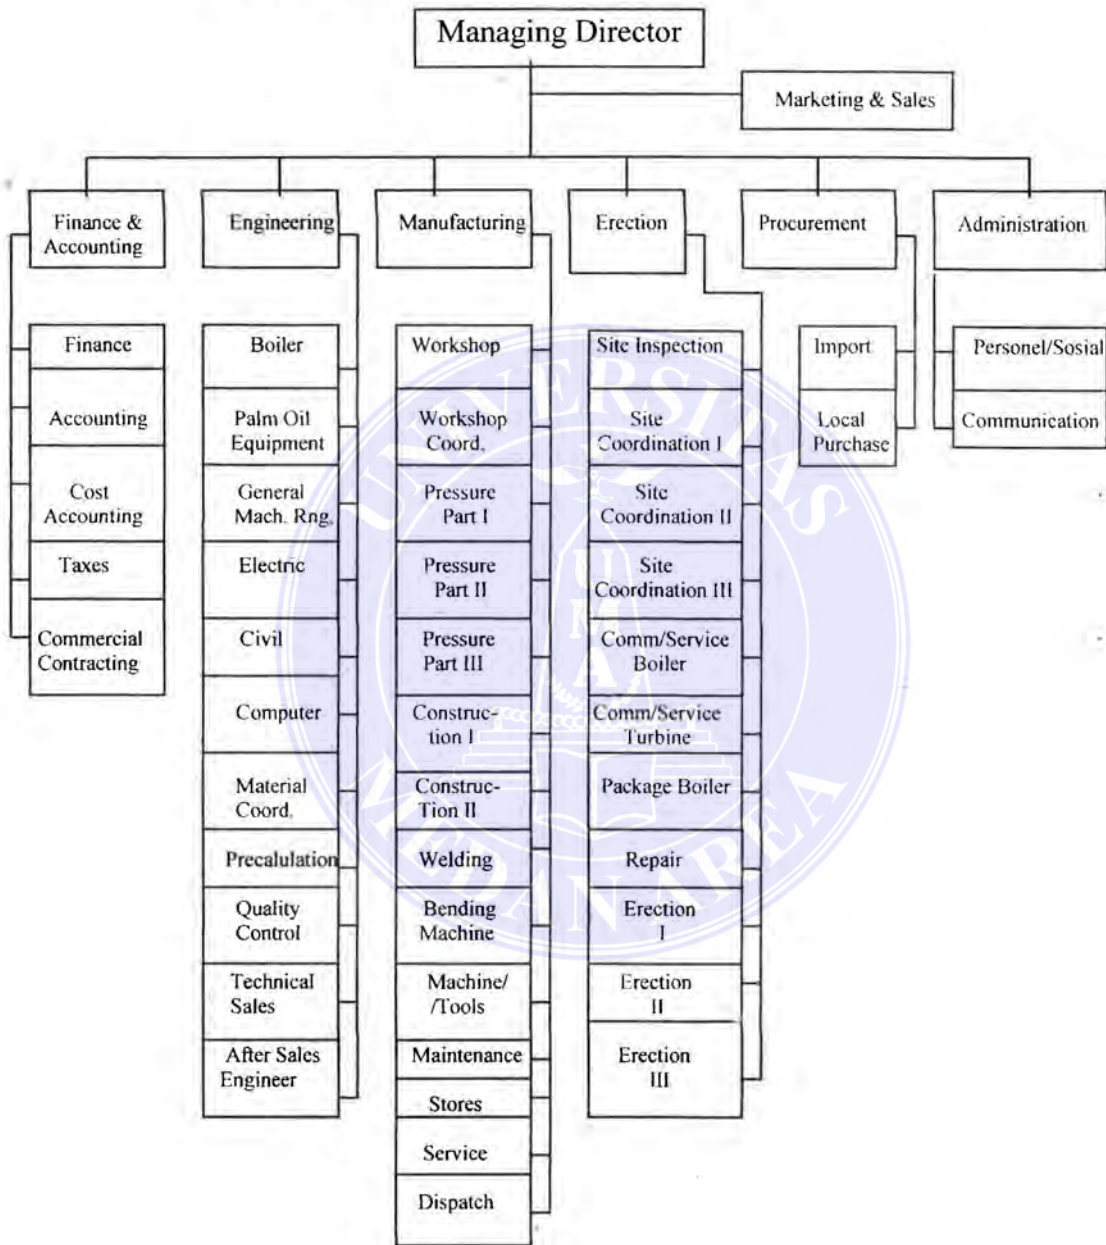 Managing Director
Marketing & Sales
Finance &
Accounting
Engineering
Manufacturing
Erection
Procurement
Administration
Finance
Accounting
Cost
Accounting
Taxes
Commercial
Contracting
Boiler
Palm Oil
Equipment
General
Mach. Rng.
Electric
Civil
Computer
Material
Coord.
Precalulation
Quality
Control
Technical
Sales
After Sales
Engineer
Workshop
Workshop
Coord.
Pressure
Part I
Pressure
Part II
Pressure
Part III
Construc-
tion I
Construc-
Tion II
Welding
Bending
Machine
Machine/
/Tools
Maintenance
Stores
Service
Dispatch
Site Inspection
Site
Coordination I
Site
Coordination II
Site
Coordination III
Comm/Service
Boiler
Comm/Service
Turbine
Package Boiler
Repair
Erection
I
Erection
II
Erection
III
Import
Local
Purchase
Personel/Sosial
Communication
UNIVERSITAS
MEDAN AREA
U
M
A